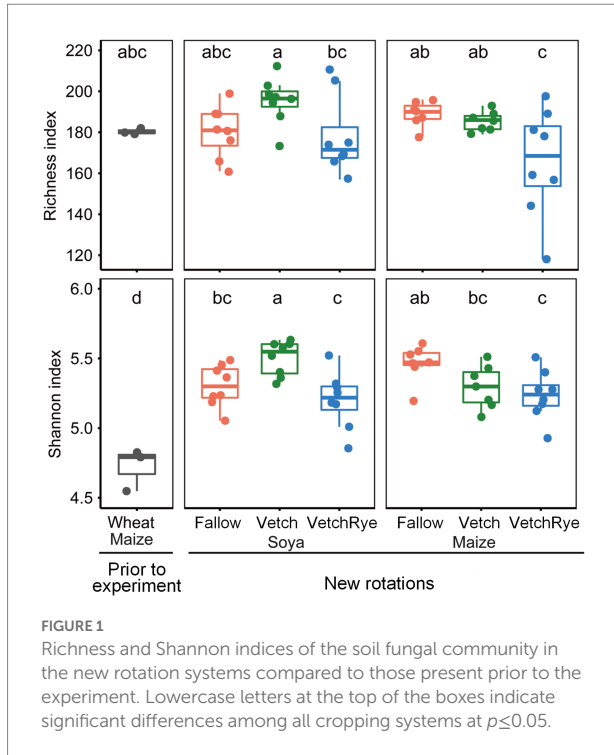 Richness index
220
200
180
160
140
120
abc
abc
a
bc
ab
ab
c
Shannon index
6.0
5.5
5.0
4.5
d
bc
a
c
ab
bc
c
Wheat
Maize
Fallow
Vetch
VetchRye
Soya
Fallow
Vetch
VetchRye
Maize
Prior to
experiment
New rotations
FIGURE 1
Richness and Shannon indices of the soil fungal community in
the new rotation systems compared to those present prior to the
experiment. Lowercase letters at the top of the boxes indicate
significant differences among all cropping systems at p≤0.05.